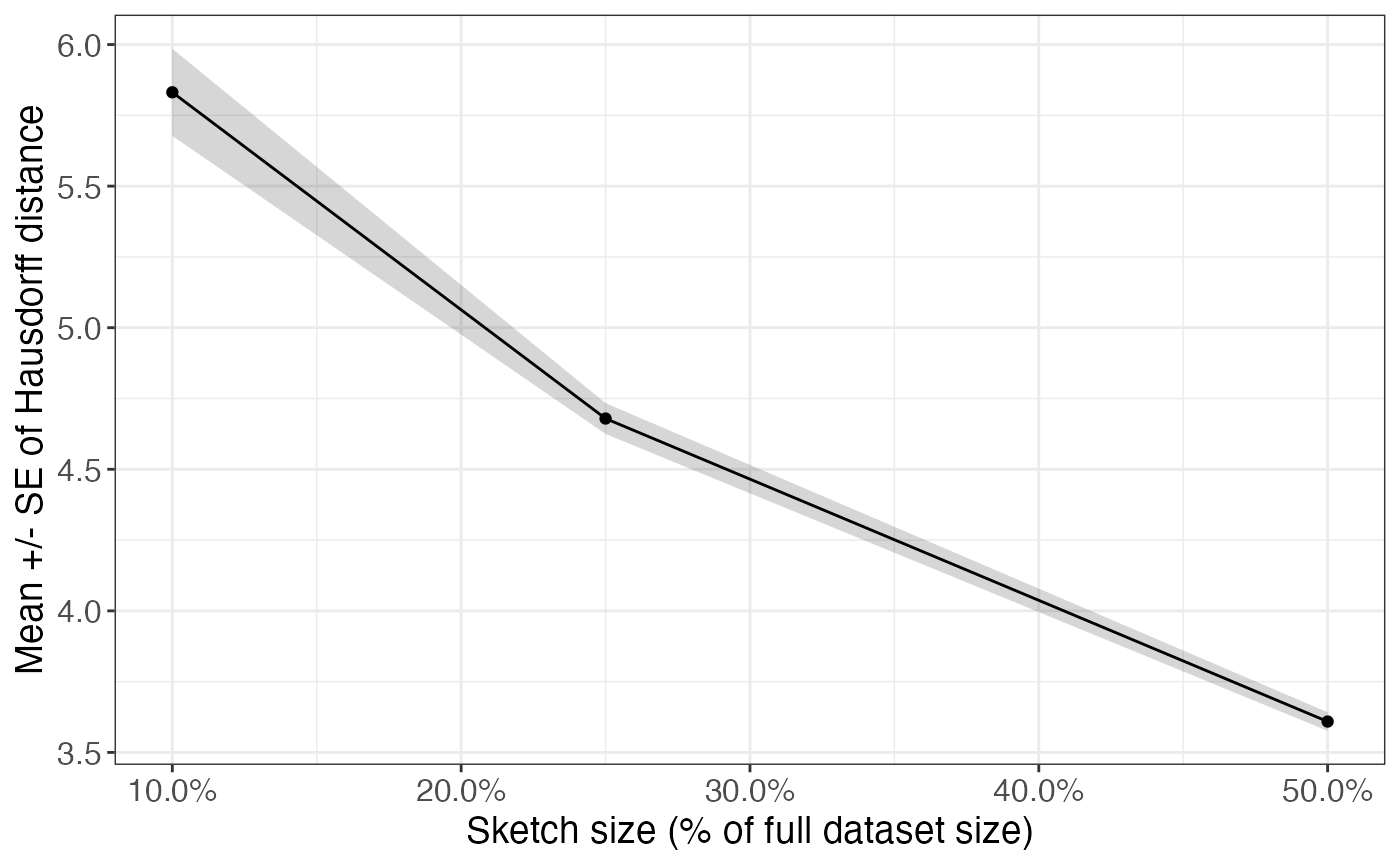 Mean +/- SE of Hausdorff distance
6.0
5.5
5.0
4.5
4.0
3.5
10.0% 20.0% 30.0% 40.0% 50.0%
Sketch size (% of full dataset size)